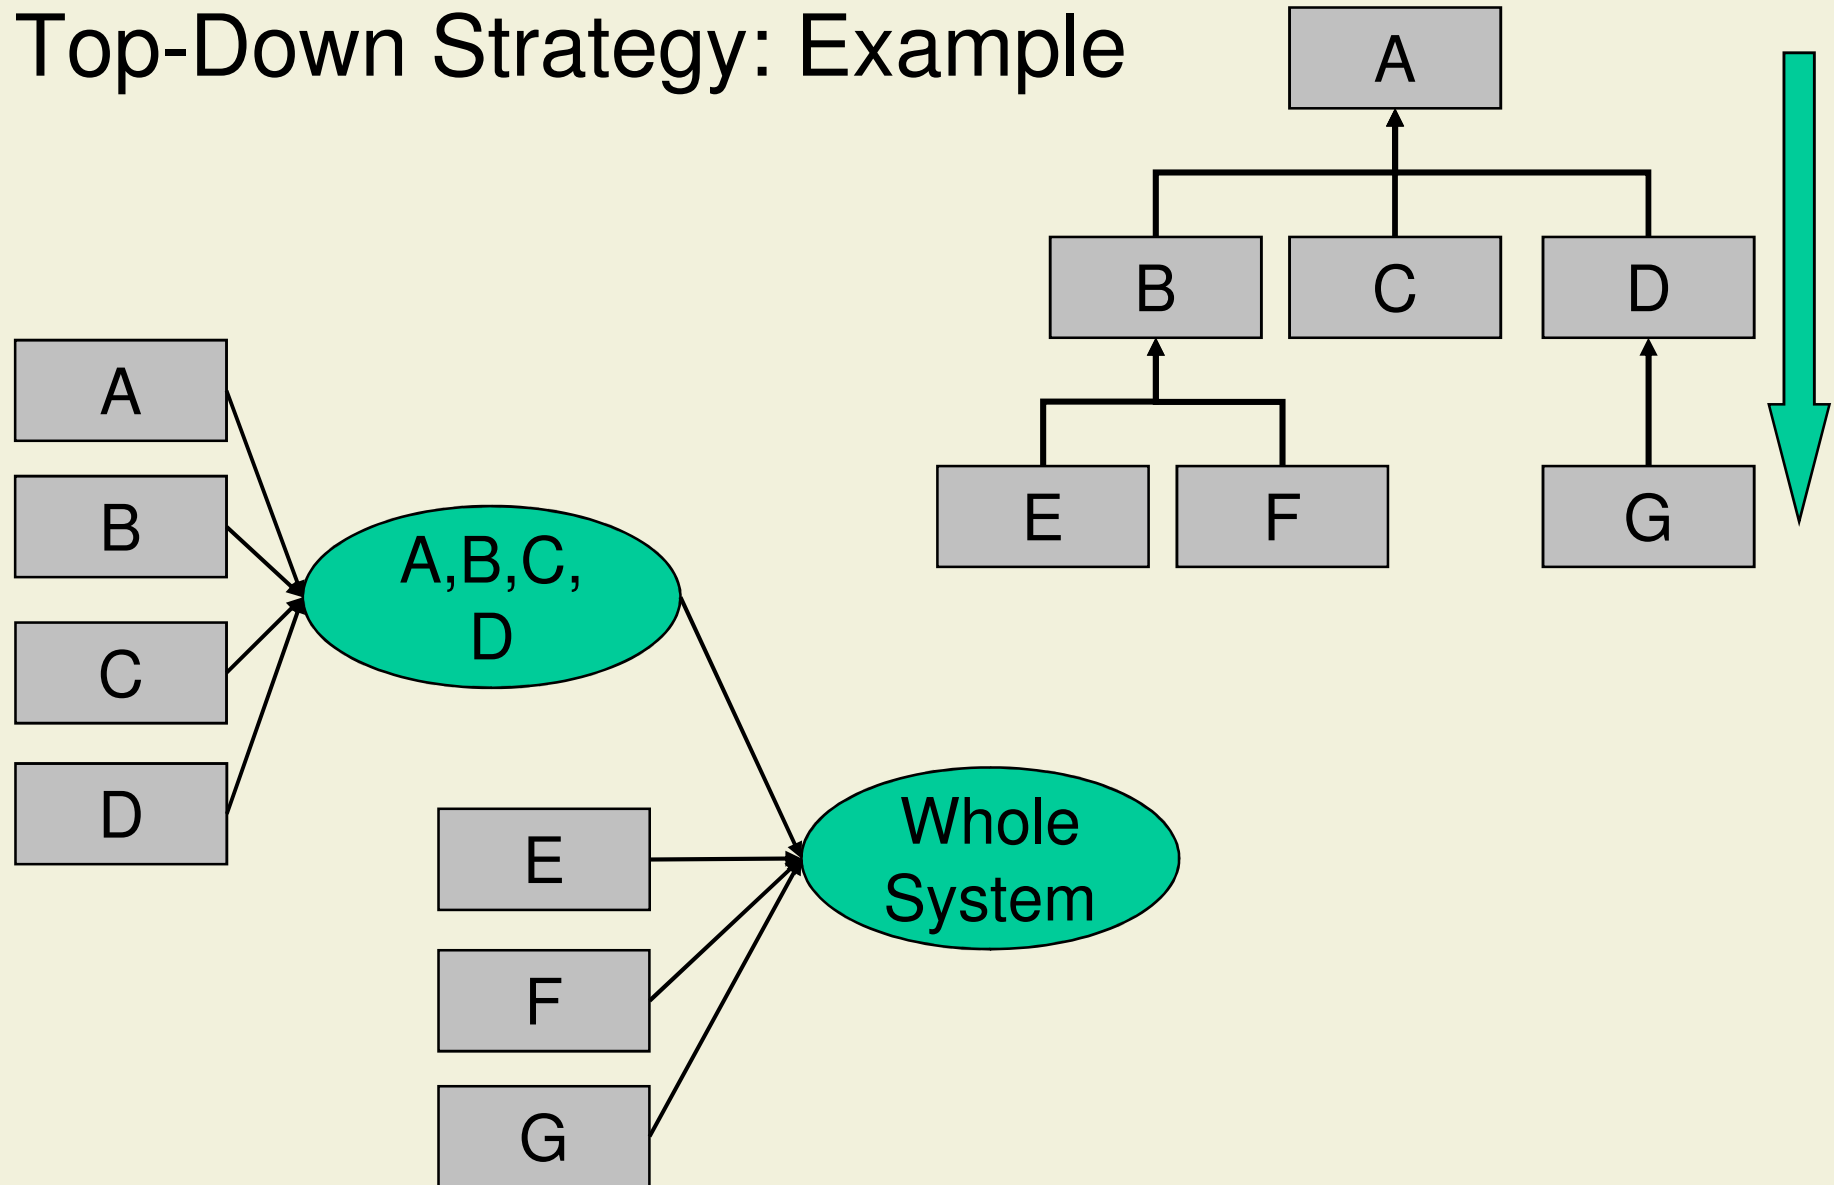 Top-Down Strategy: Example
A
B
C
D
E
F
G
A
B
C
D
A,B,C,
D
E
F
G
Whole
System